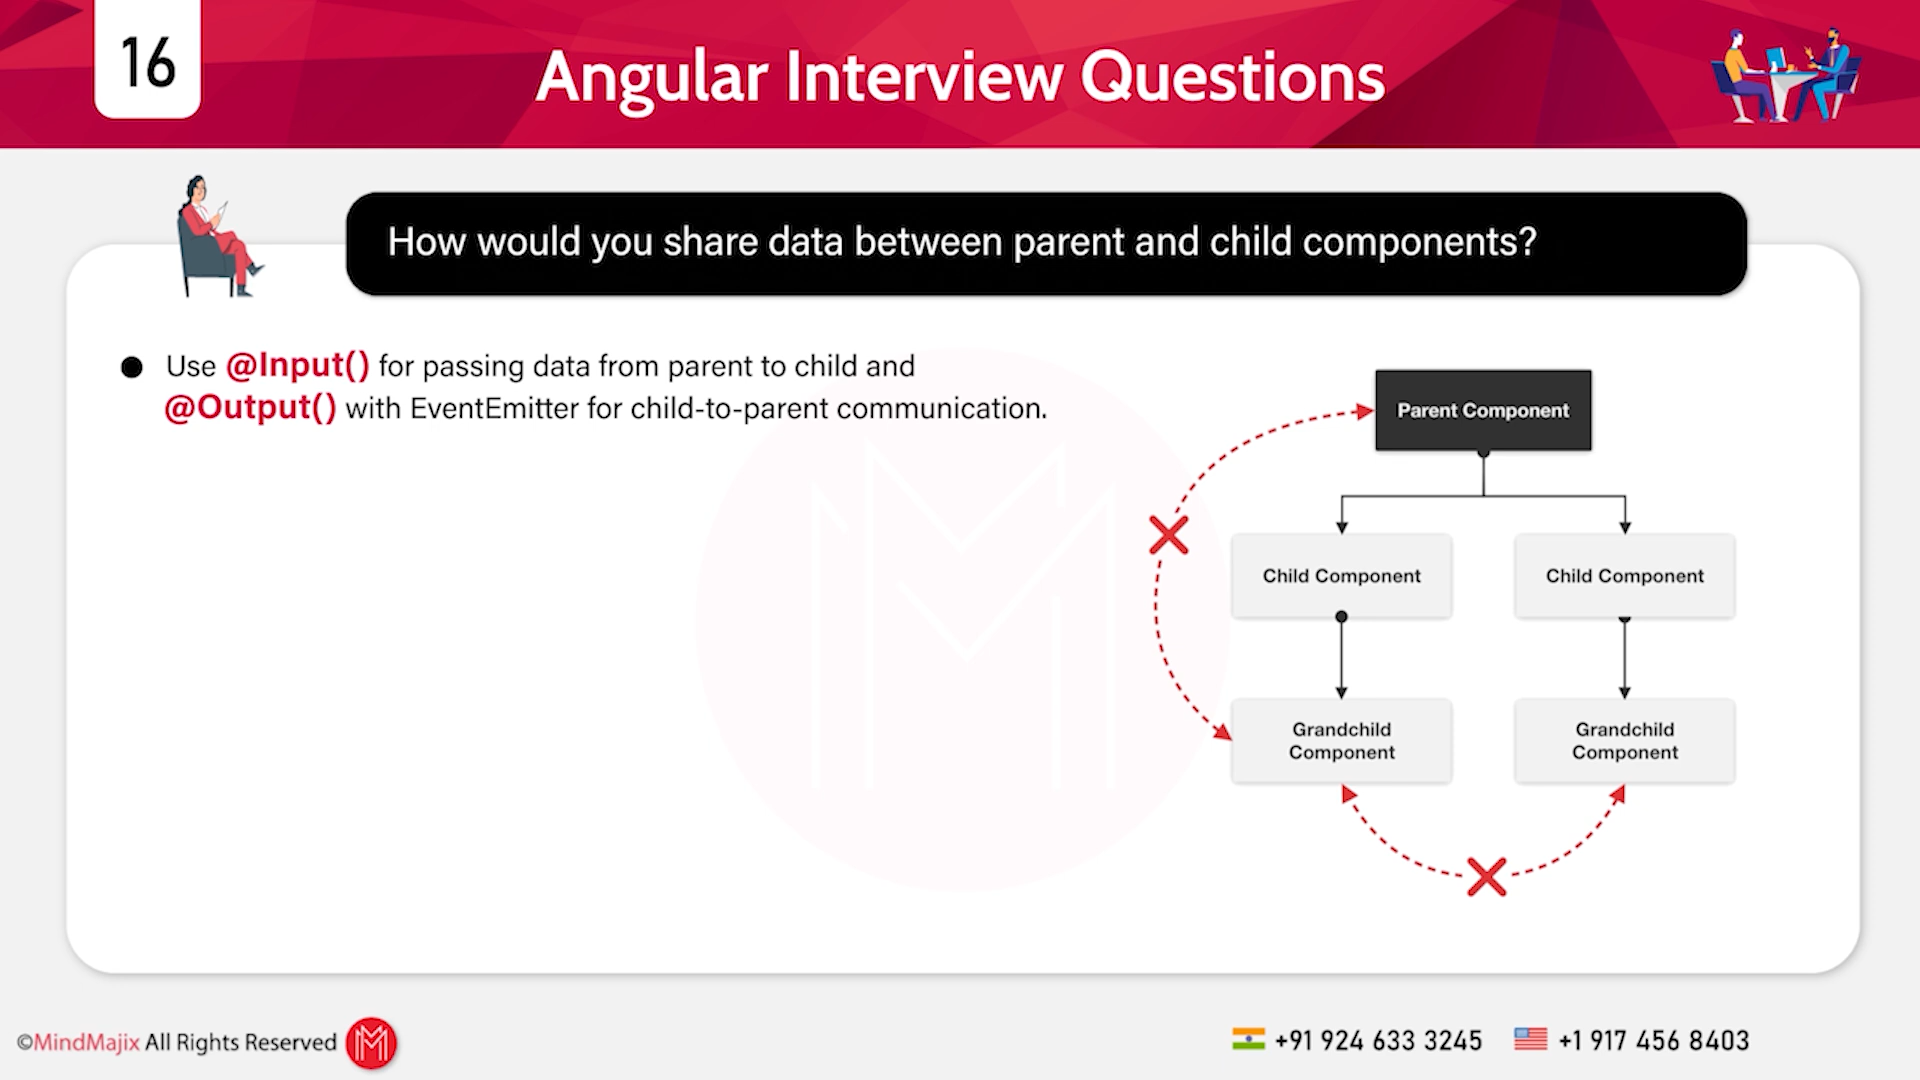 16
Angular Interview Questions
How would you share data between parent and child components?
Use @Input() for passing data from parent to child and
@Output() with EventEmitter for child-to-parent communication.
Parent Component
Child Component
Child Component
Grandchild
Component
Grandchild
Component
©MindMajix All Rights Reserved
+91 924 633 3245
+1 917 456 8403